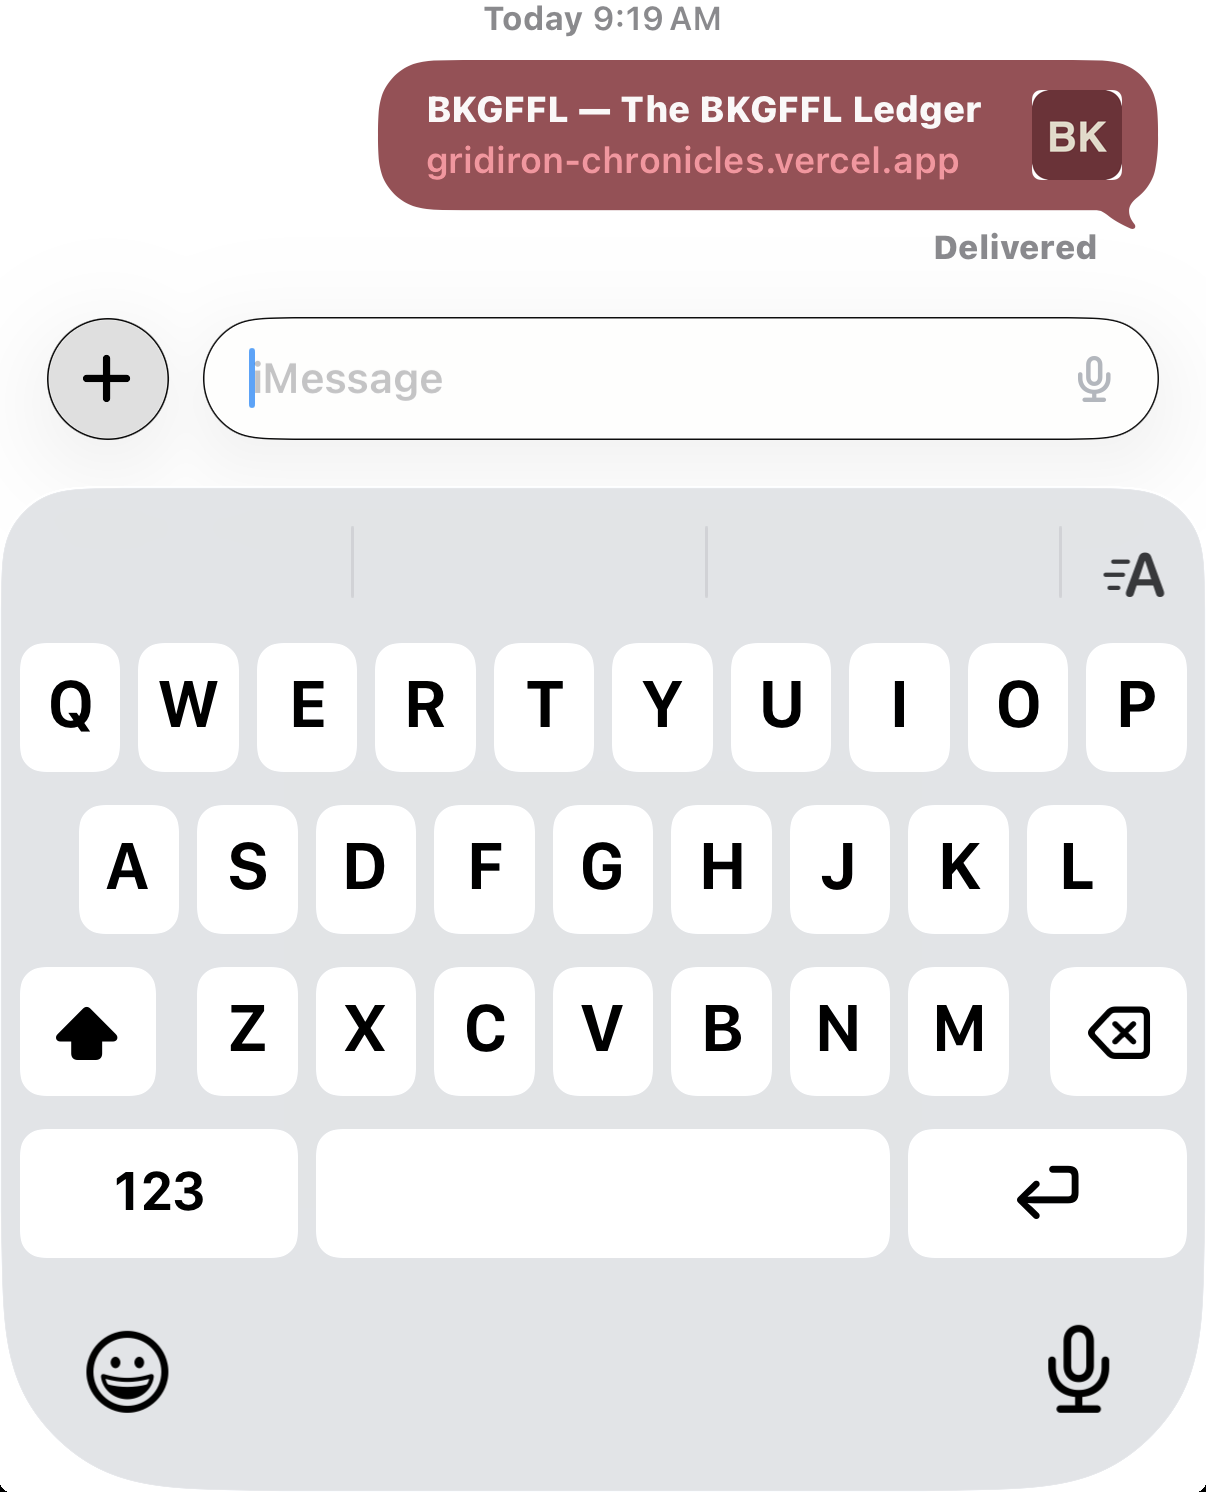 Today 9:19 AM
BKGFFL — The BKGFFL Ledger
gridiron-chronicles.vercel.app
BK
Delivered
iMessage
A
Q W E R T Y U I O P
A S D F G H J K L
Z X C V B N M
123